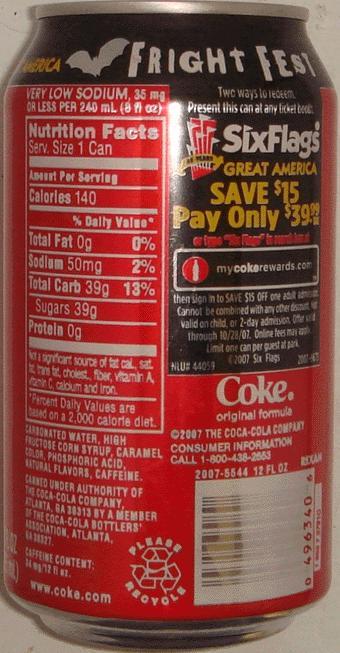 AMERICA FRIGHT FEST
VERY LOW SODIUM, 35 mg
OR LESS PER 240 mL (8 fl oz)
Nutrition Facts
Serv. Size 1 Can
Amount Per Serving
Calories 140
% Daily Value*
Total Fat 0g 0%
Sodium 50mg 2%
Total Carb 39g 13%
Sugars 39g
Protein 0g
Not a significant source of fat cal., sat.
fat, trans fat, cholest., fiber, vitamin A,
vitamin C, calcium and iron.
*Percent Daily Values are
based on a 2,000 calorie diet.
CARBONATED WATER, HIGH
FRUCTOSE CORN SYRUP, CARAMEL
COLOR, PHOSPHORIC ACID,
NATURAL FLAVORS, CAFFEINE.
CANNED UNDER AUTHORITY OF
THE COCA-COLA COMPANY,
ATLANTA, GA 30313 BY A MEMBER
OF THE COCA-COLA BOTTLERS'
ASSOCIATION, ATLANTA,
GA 30327.
CAFFEINE CONTENT:
34 mg/12 fl oz.
www.coke.com
PLEASE
RECYCLE
Two ways to redeem.
Present this can at any ticket booth.
SixFlags
GREAT AMERICA
SAVE $15
Pay Only $39.99
or type "Six Flags" in search bar at
mycokerewards.com
then sign in to SAVE $15 OFF one adult admission.
Cannot be combined with any other discount,
valid on child, or 2-day admission. Offer valid
through 10/28/07. Online fees may apply.
Limit one can per guest at park.
©2007 Six Flags
NLU# 44059
Coke.
original formula
©2007 THE COCA-COLA COMPANY
CONSUMER INFORMATION
CALL 1-800-438-2653
REXAM
2007-5544 12 FL OZ
0 496340 6